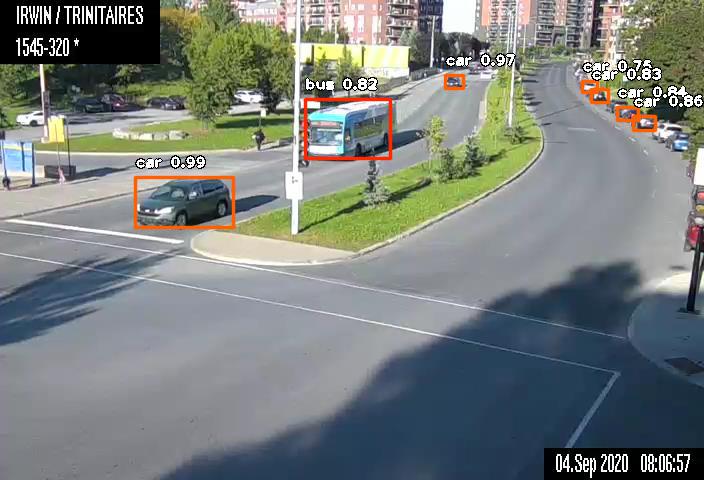 IRWIN / TRINITAIRES
1545-320 *
car 0.97
car 0.75
car 0.83
bus 0.82
car 0.84
car 0.86
car 0.99
04.Sep 2020 08:06:57